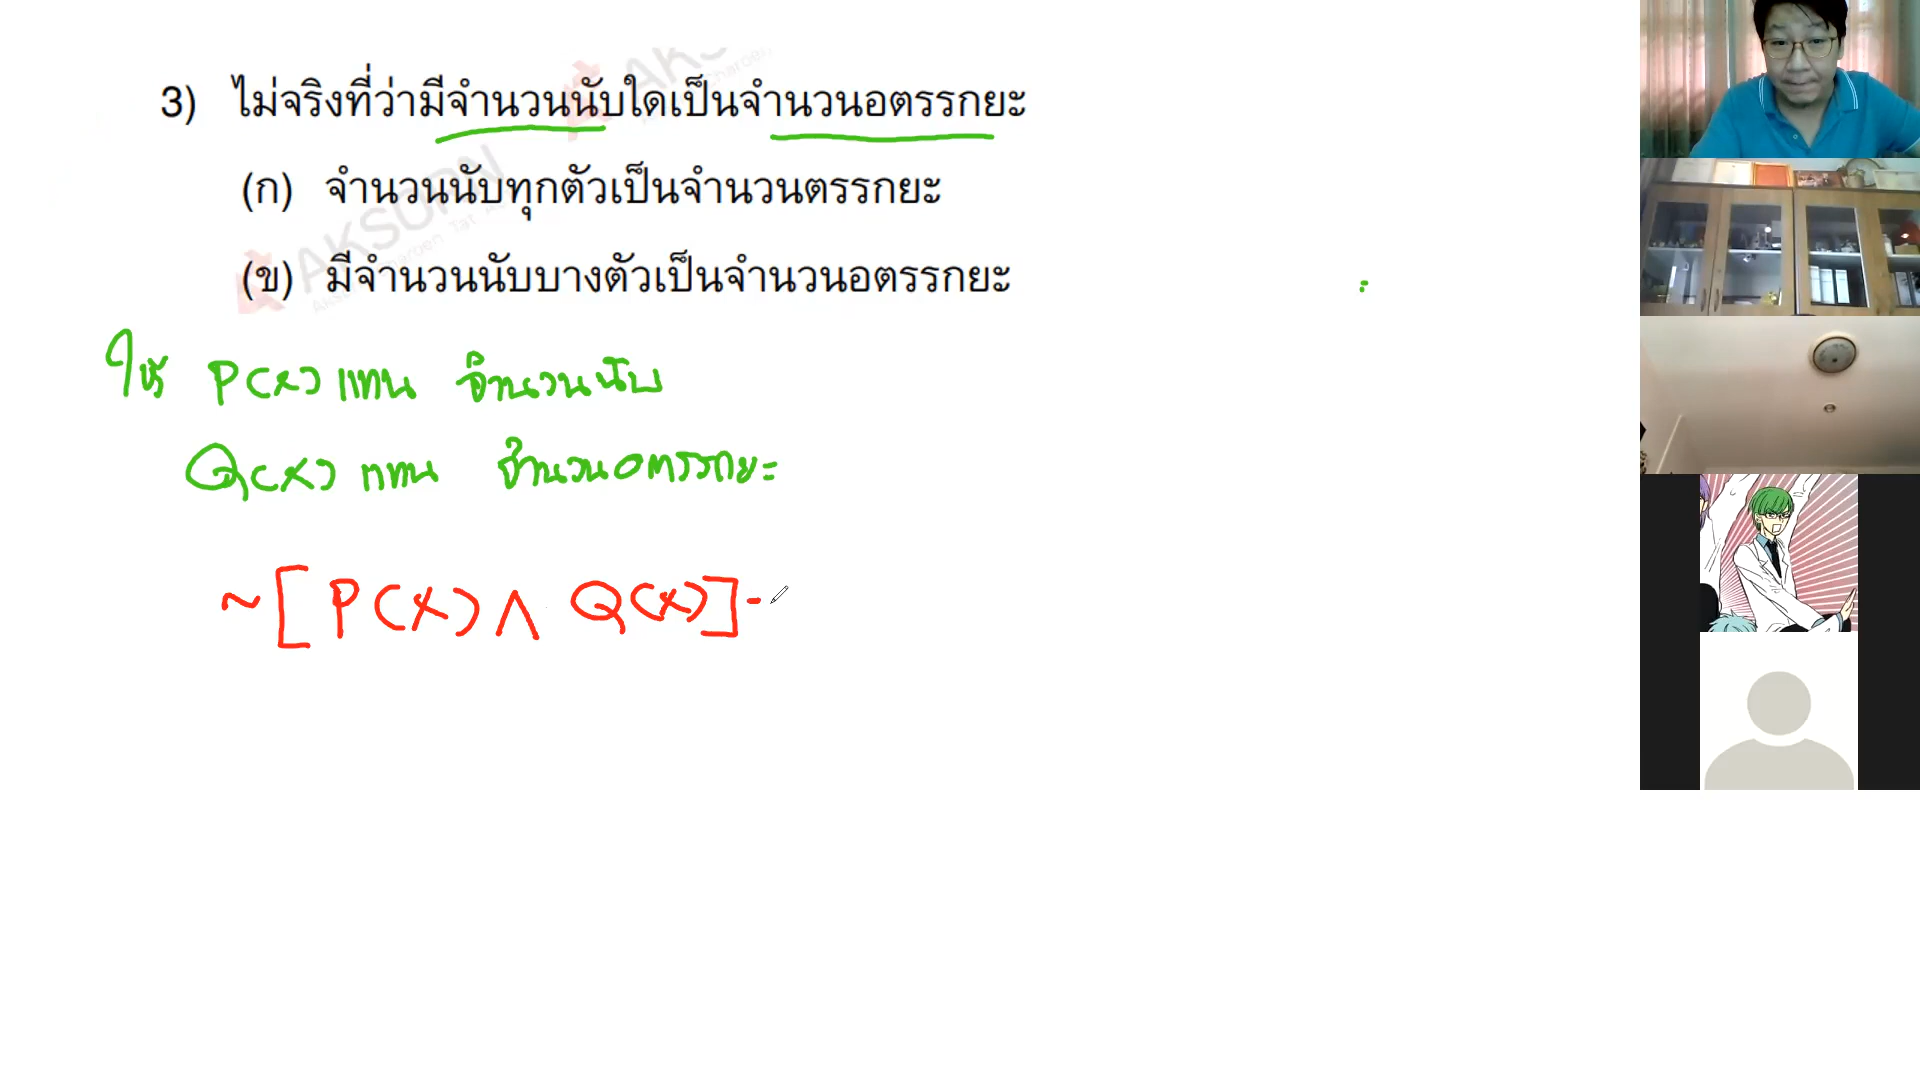 3) ไม่จริงที่ว่ามีจำนวนนับใดเป็นจำนวนอตรรกยะ
(ก) จำนวนนับทุกตัวเป็นจำนวนตรรกยะ
(ข) มีจำนวนนับบางตัวเป็นจำนวนอตรรกยะ
ให้ P(x) แทน จำนวนนับ
Q(x) แทน จำนวนอตรรกยะ
~[P(x) ∧ Q(x)] -
AKSORN